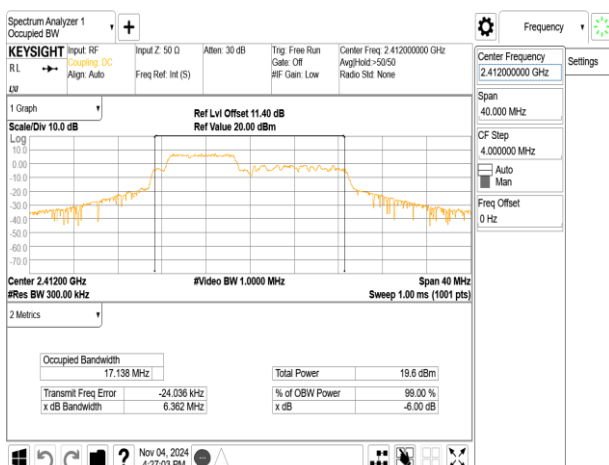 Spectrum Analyzer 1
Occupied BW
Frequency
KEYSIGHT
RL
Input: RF
Coupling: DC
Align: Auto
Input Z: 50 Ω
Freq Ref: Int (S)
Atten: 30 dB
Trig: Free Run
Gate: Off
#IF Gain: Low
Center Freq: 2.412000000 GHz
Avg|Hold:>50/50
Radio Std: None
LXI
Center Frequency
2.412000000 GHz
Settings
Span
40.000 MHz
CF Step
4.000000 MHz
Auto
Man
Freq Offset
0 Hz
1 Graph
Scale/Div 10.0 dB
Ref Lvl Offset 11.40 dB
Ref Value 20.00 dBm
Log
10.0
0.00
-10.0
-20.0
-30.0
-40.0
-50.0
-60.0
-70.0
Center 2.41200 GHz
#Res BW 300.00 kHz
#Video BW 1.0000 MHz
Span 40 MHz
Sweep 1.00 ms (1001 pts)
2 Metrics
Occupied Bandwidth
17.138 MHz
Total Power 19.6 dBm
Transmit Freq Error -24.036 kHz
% of OBW Power 99.00 %
x dB Bandwidth 6.362 MHz
x dB -6.00 dB
Nov 04, 2024
4:27:03 PM